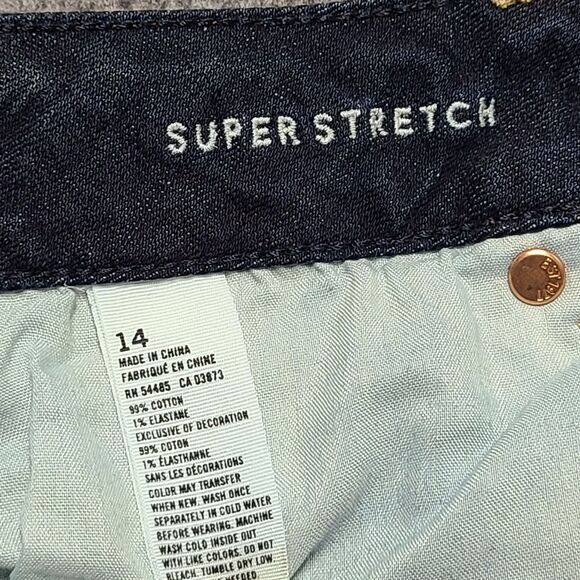 SUPER STRETCH
14
MADE IN CHINA
FABRIQUÉ EN CHINE
RN 54485 CA 03873
99% COTTON
1% ELASTANE
EXCLUSIVE OF DECORATION
99% COTON
1% ÉLASTHANNE
SANS LES DÉCORATIONS
COLOR MAY TRANSFER
WHEN NEW. WASH ONCE
SEPARATELY IN COLD WATER
BEFORE WEARING. MACHINE
WASH COLD INSIDE OUT
WITH LIKE COLORS. DO NOT
BLEACH. TUMBLE DRY LOW.
NEEDED.